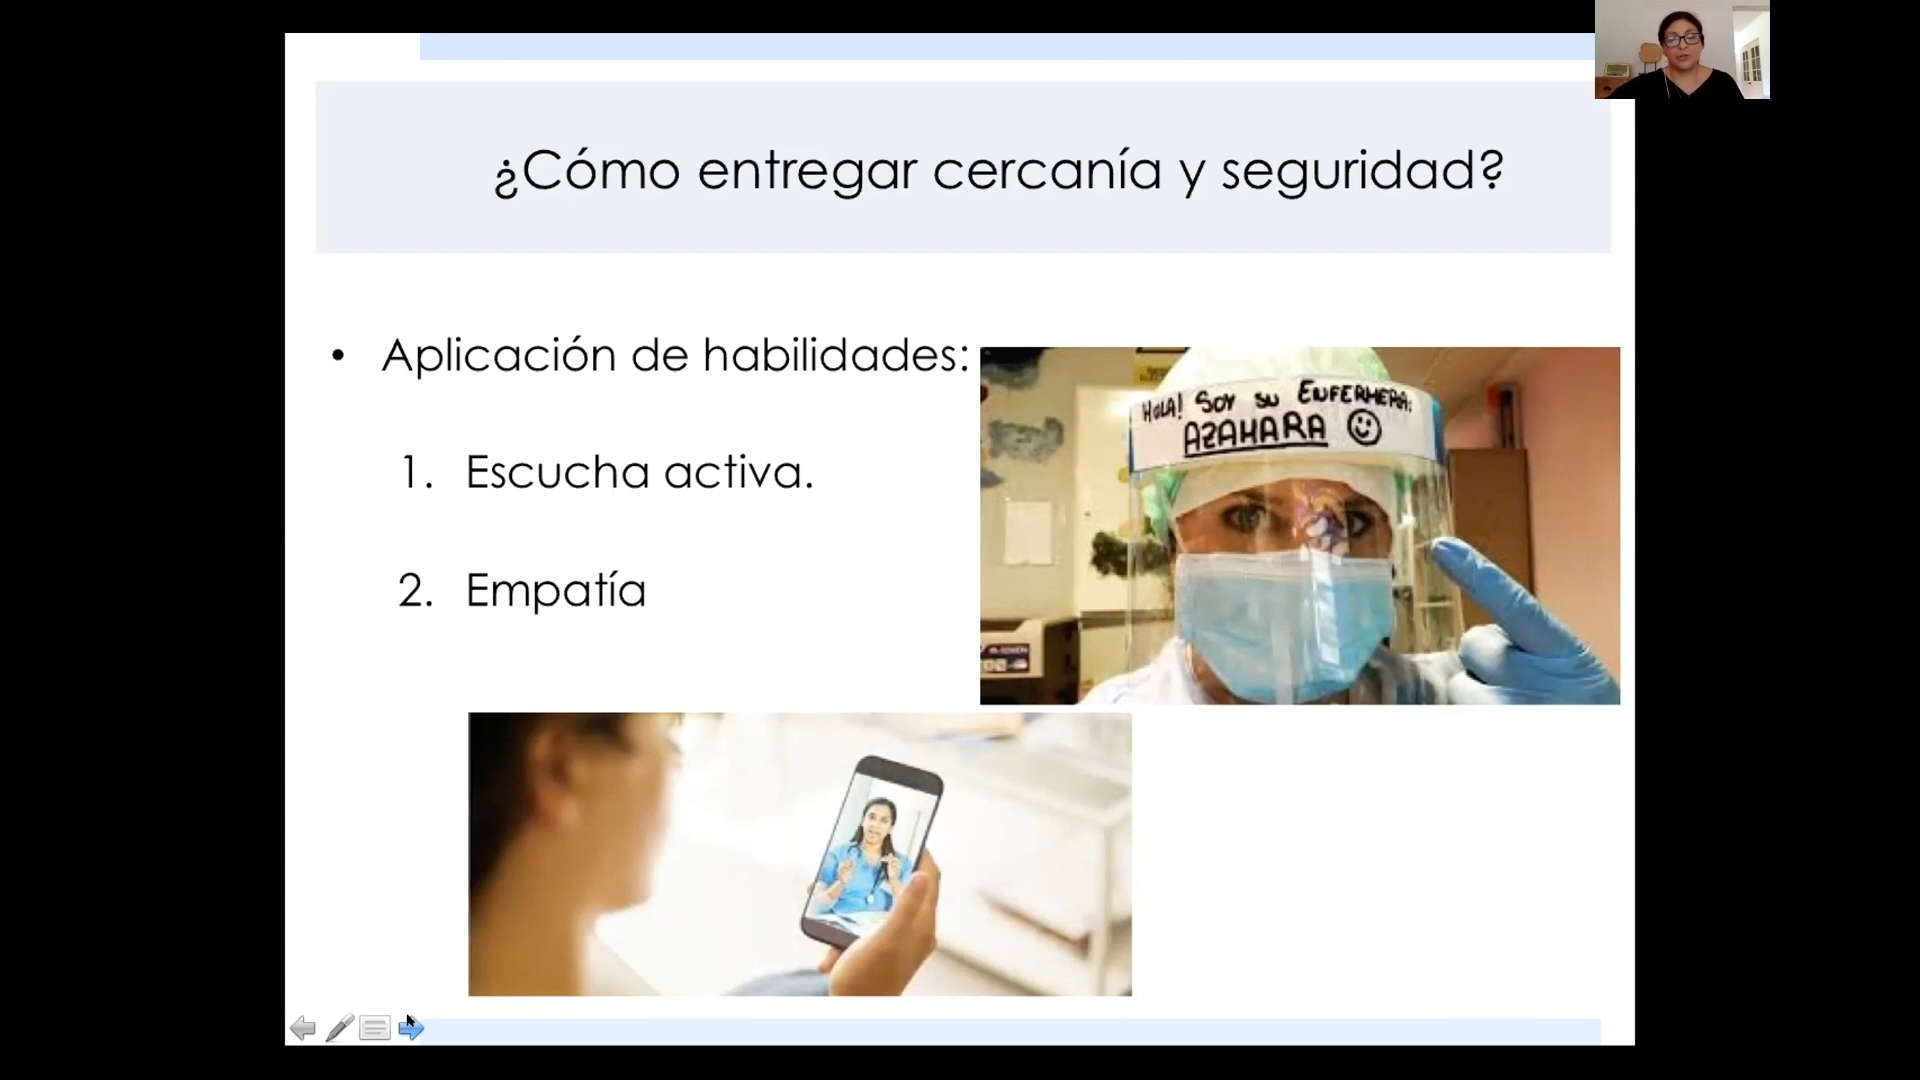 ¿Cómo entregar cercanía y seguridad?
• Aplicación de habilidades:
1. Escucha activa.
2. Empatía
HOLA! SOY SU ENFERMERA:
AZAHARA